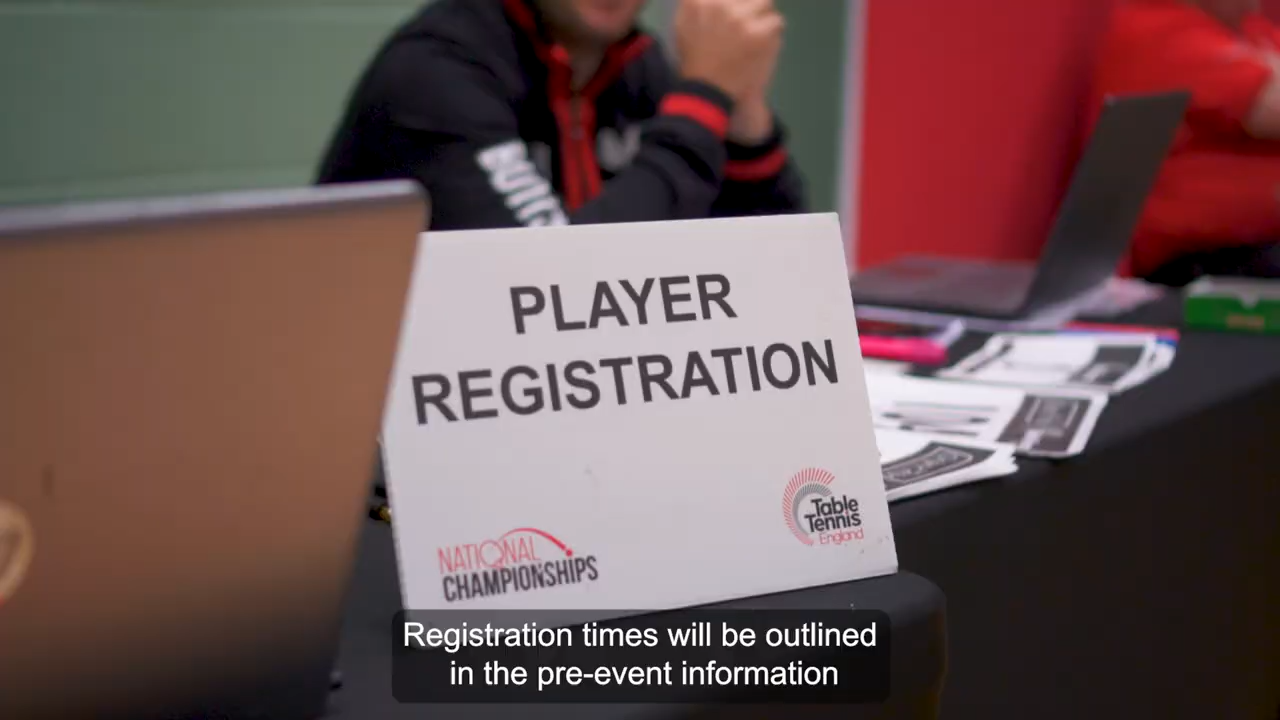 PLAYER
REGISTRATION
NATIONAL
CHAMPIONSHIPS
Table
Tennis
England
Registration times will be outlined
in the pre-event information